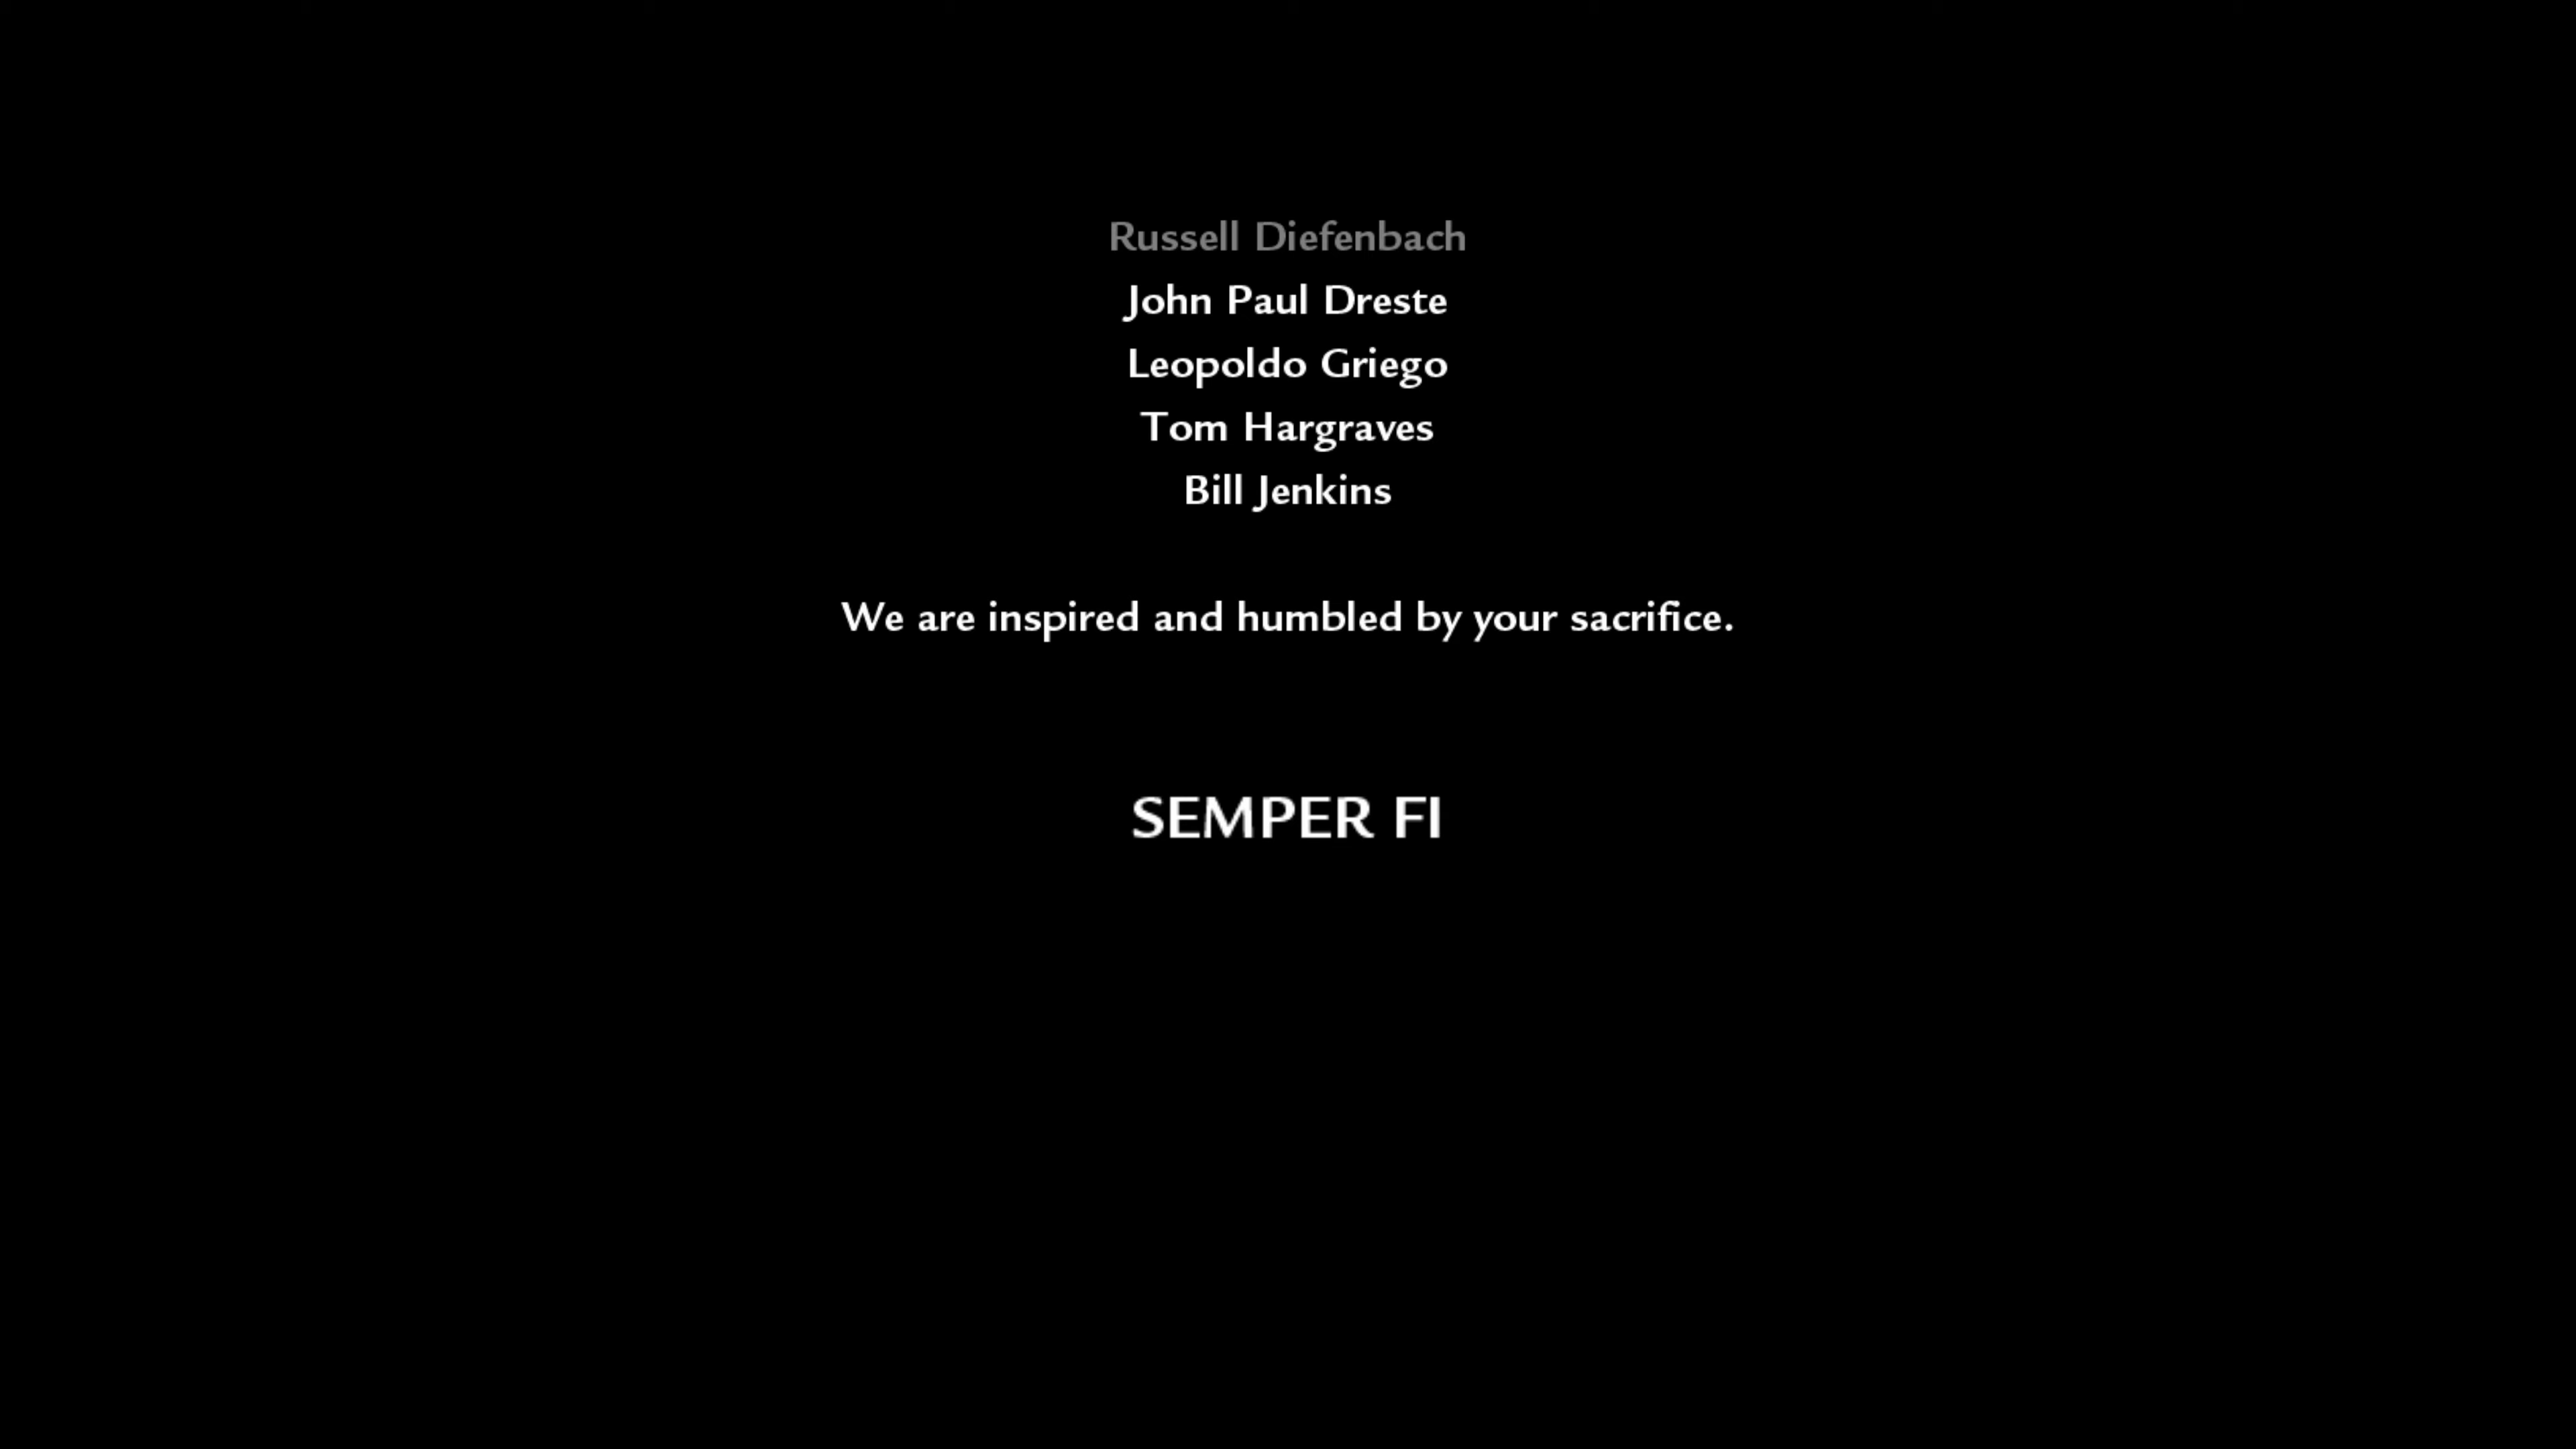 Russell Diefenbach
John Paul Dreste
Leopoldo Griego
Tom Hargraves
Bill Jenkins
We are inspired and humbled by your sacrifice.
SEMPER FI